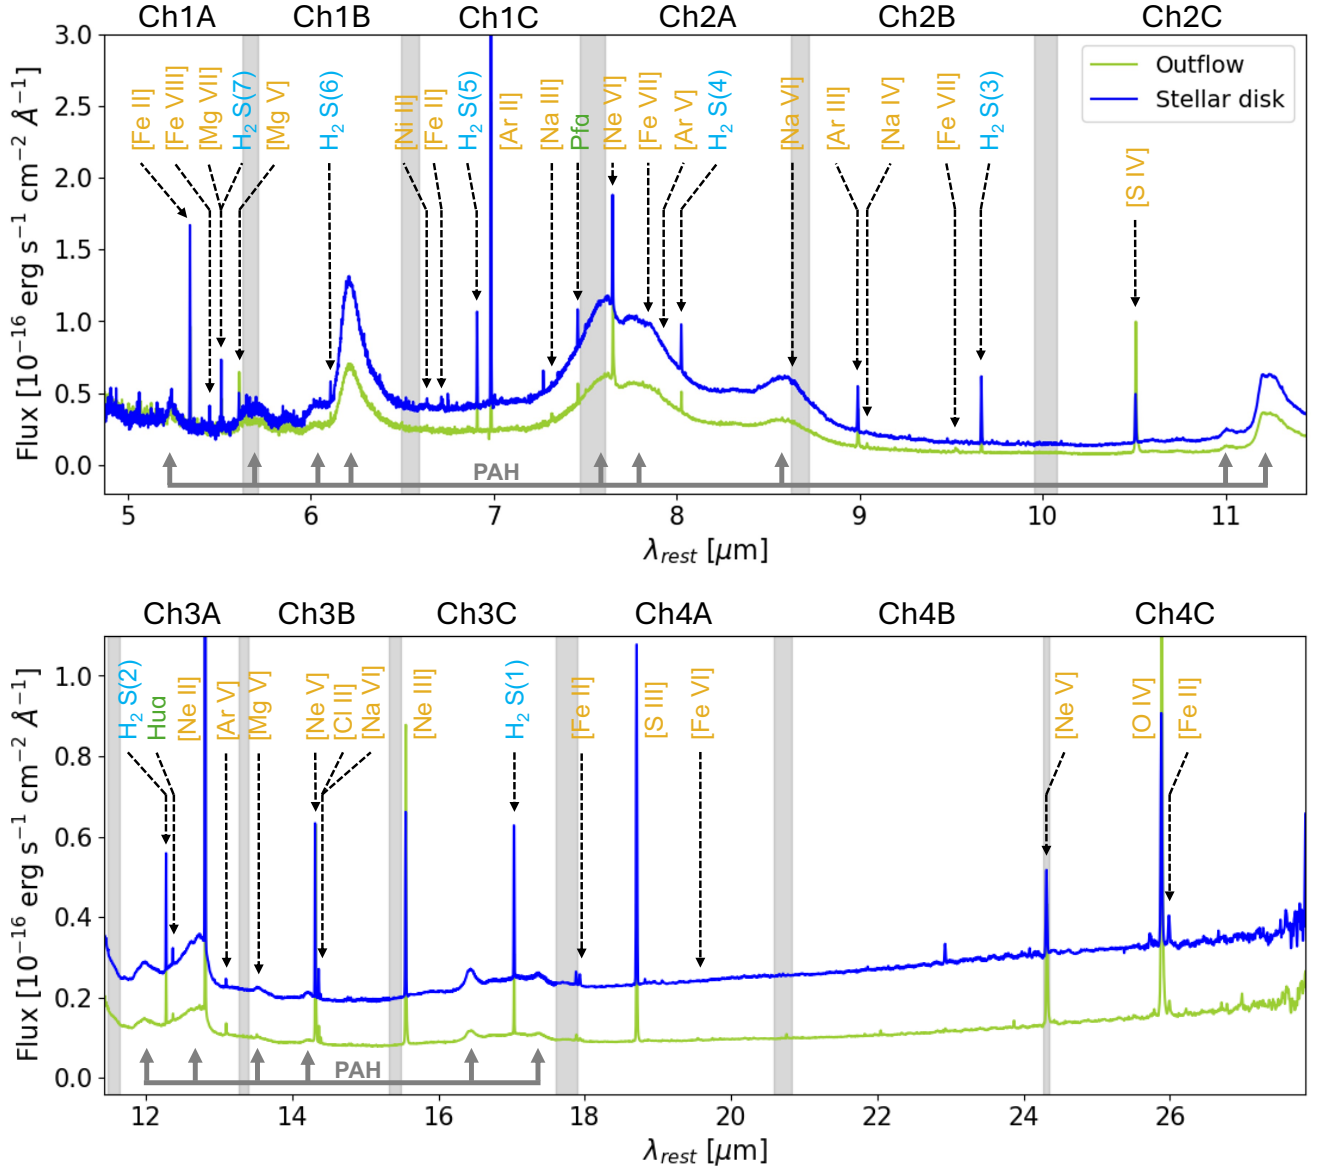 Ch1A Ch1B Ch1C Ch2A Ch2B Ch2C
3.0
2.5
2.0
1.5
1.0
0.5
0.0
Flux [10⁻¹⁶ erg s⁻¹ cm⁻² Å⁻¹]
[Fe II]
[Fe VIII]
[Mg VII]
H₂ S(7)
[Mg V]
H₂ S(6)
[Ni II]
[Fe II]
H₂ S(5)
[Ar II]
[Na III]
Pfα
[Ne VI]
[Fe VII]
[Ar V]
H₂ S(4)
[Na VI]
[Ar III]
[Na IV]
[Fe VII]
H₂ S(3)
[S IV]
Outflow
Stellar disk
PAH
5 6 7 8 9 10 11
λrest [μm]
Ch3A Ch3B Ch3C Ch4A Ch4B Ch4C
1.0
0.8
0.6
0.4
0.2
0.0
Flux [10⁻¹⁶ erg s⁻¹ cm⁻² Å⁻¹]
H₂ S(2)
Huα
[Ne II]
[Ar V]
[Mg V]
[Ne V]
[Cl II]
[Na VI]
[Ne III]
H₂ S(1)
[Fe II]
[S III]
[Fe VI]
[Ne V]
[O IV]
[Fe II]
PAH
12 14 16 18 20 22 24 26
λrest [μm]